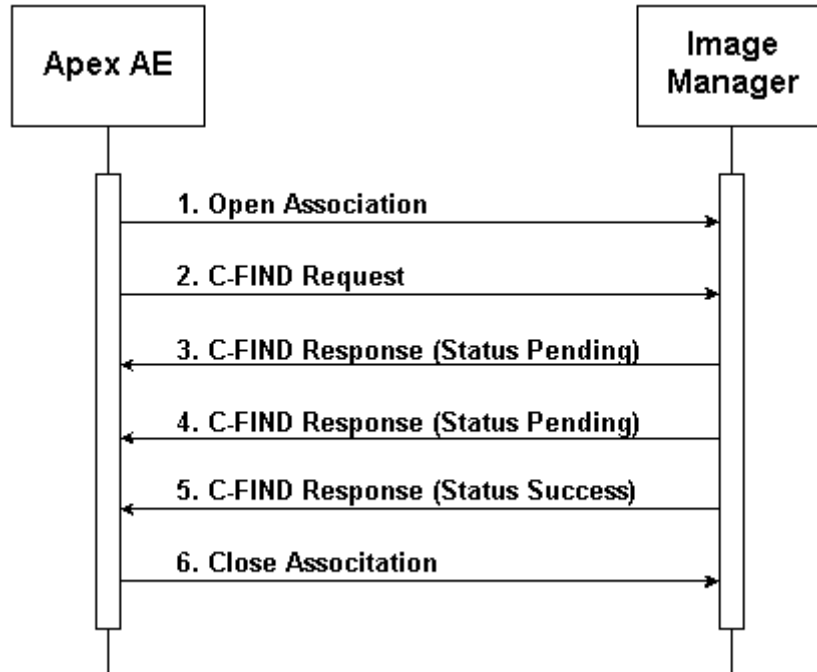 Apex AE
Image
Manager
1. Open Association
2. C-FIND Request
3. C-FIND Response (Status Pending)
4. C-FIND Response (Status Pending)
5. C-FIND Response (Status Success)
6. Close Associtation